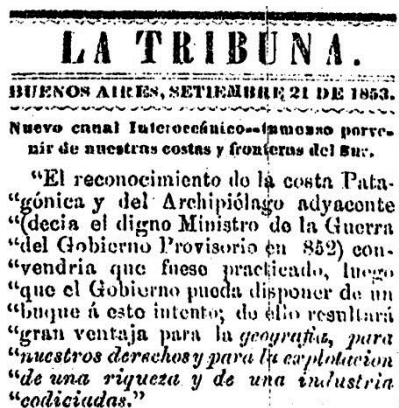 LA TRIBUNA.
BUENOS AIRES, SETIEMBRE 21 DE 1853.
Nuevo canal Interoceánico—inmenso porve-
nir de nuestras costas y fronteras del Sur.
"El reconocimiento de la costa Pata-
"gónica y del Archipiélago adyacente
"(decia el digno Ministro de la Guerra
"del Gobierno Provisorio en 852) con-
"vendria que fuese practicado, luego
"que el Gobierno pueda disponer de un
"buque á este intento; de ello resultará
"gran ventaja para la geografia, para
"nuestros derechos y para la esplotacion
"de una riqueza y de una industria
"codiciadas."